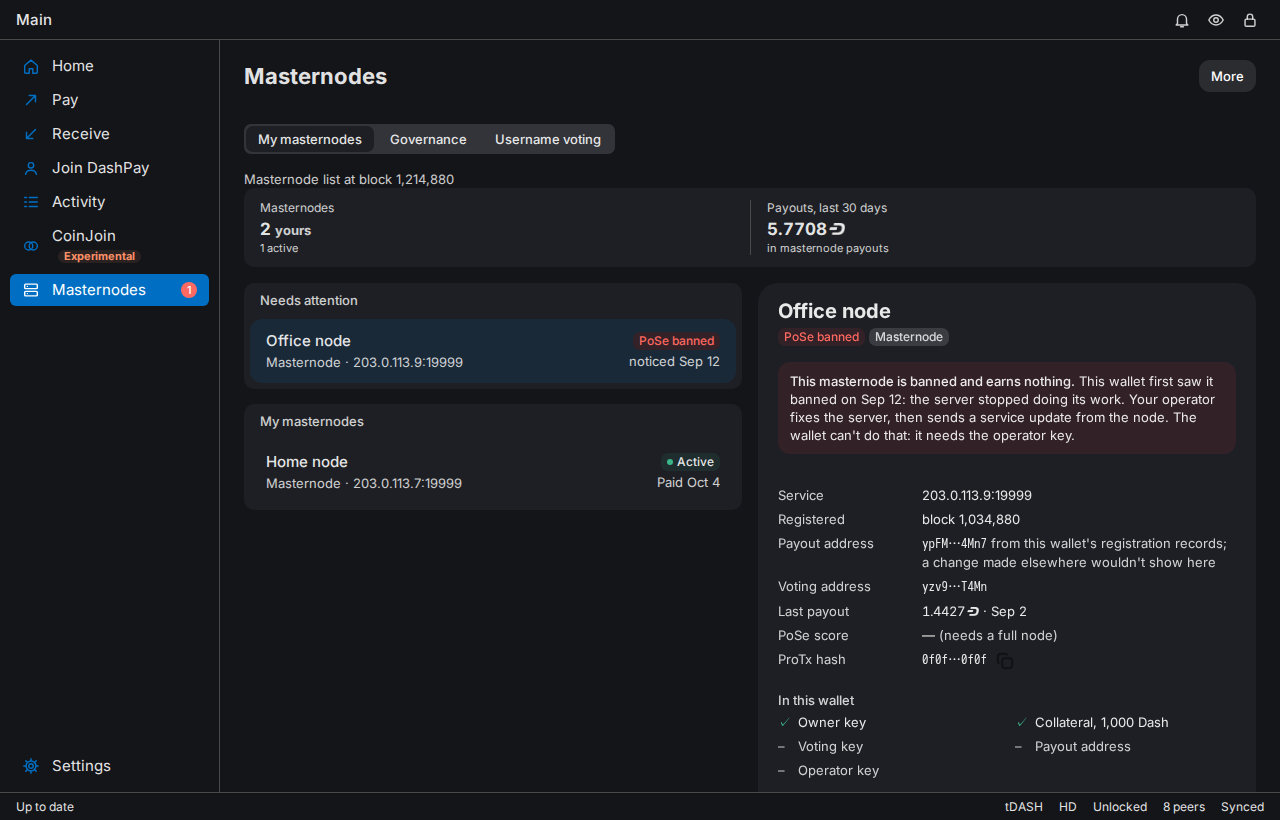 Main
Home
Pay
Receive
Join DashPay
Activity
CoinJoin
Experimental
Masternodes
1
Settings
Masternodes
More
My masternodes
Governance
Username voting
Masternode list at block 1,214,880
Masternodes
2 yours
1 active
Payouts, last 30 days
5.7708
in masternode payouts
Needs attention
Office node
PoSe banned
Masternode · 203.0.113.9:19999
noticed Sep 12
My masternodes
Home node
Active
Masternode · 203.0.113.7:19999
Paid Oct 4
Office node
PoSe banned
Masternode
This masternode is banned and earns nothing. This wallet first saw it
banned on Sep 12: the server stopped doing its work. Your operator
fixes the server, then sends a service update from the node. The
wallet can't do that: it needs the operator key.
Service 203.0.113.9:19999
Registered block 1,034,880
Payout address ypFM···4Mn7 from this wallet's registration records;
a change made elsewhere wouldn't show here
Voting address yzv9···T4Mn
Last payout 1.4427 · Sep 2
PoSe score — (needs a full node)
ProTx hash 0f0f···0f0f
In this wallet
✓ Owner key
✓ Collateral, 1,000 Dash
– Voting key
– Payout address
– Operator key
Up to date
tDASH
HD
Unlocked
8 peers
Synced